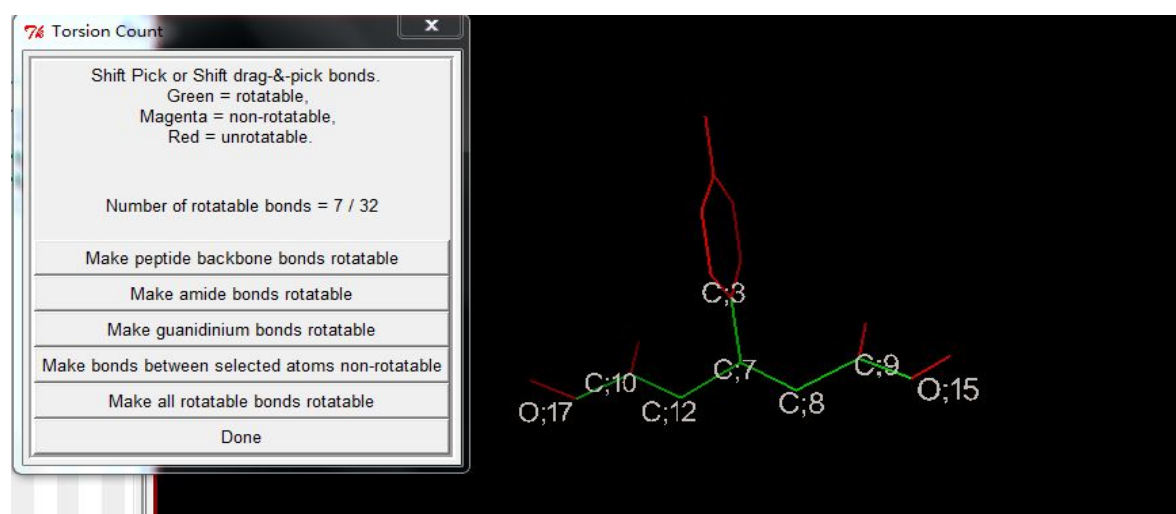 Torsion Count
Shift Pick or Shift drag-&-pick bonds.
Green = rotatable,
Magenta = non-rotatable,
Red = unrotatable.
Number of rotatable bonds = 7 / 32
Make peptide backbone bonds rotatable
Make amide bonds rotatable
Make guanidinium bonds rotatable
Make bonds between selected atoms non-rotatable
Make all rotatable bonds rotatable
Done
C;3
C;7
C;9
C;10
O;15
C;8
C;12
O;17